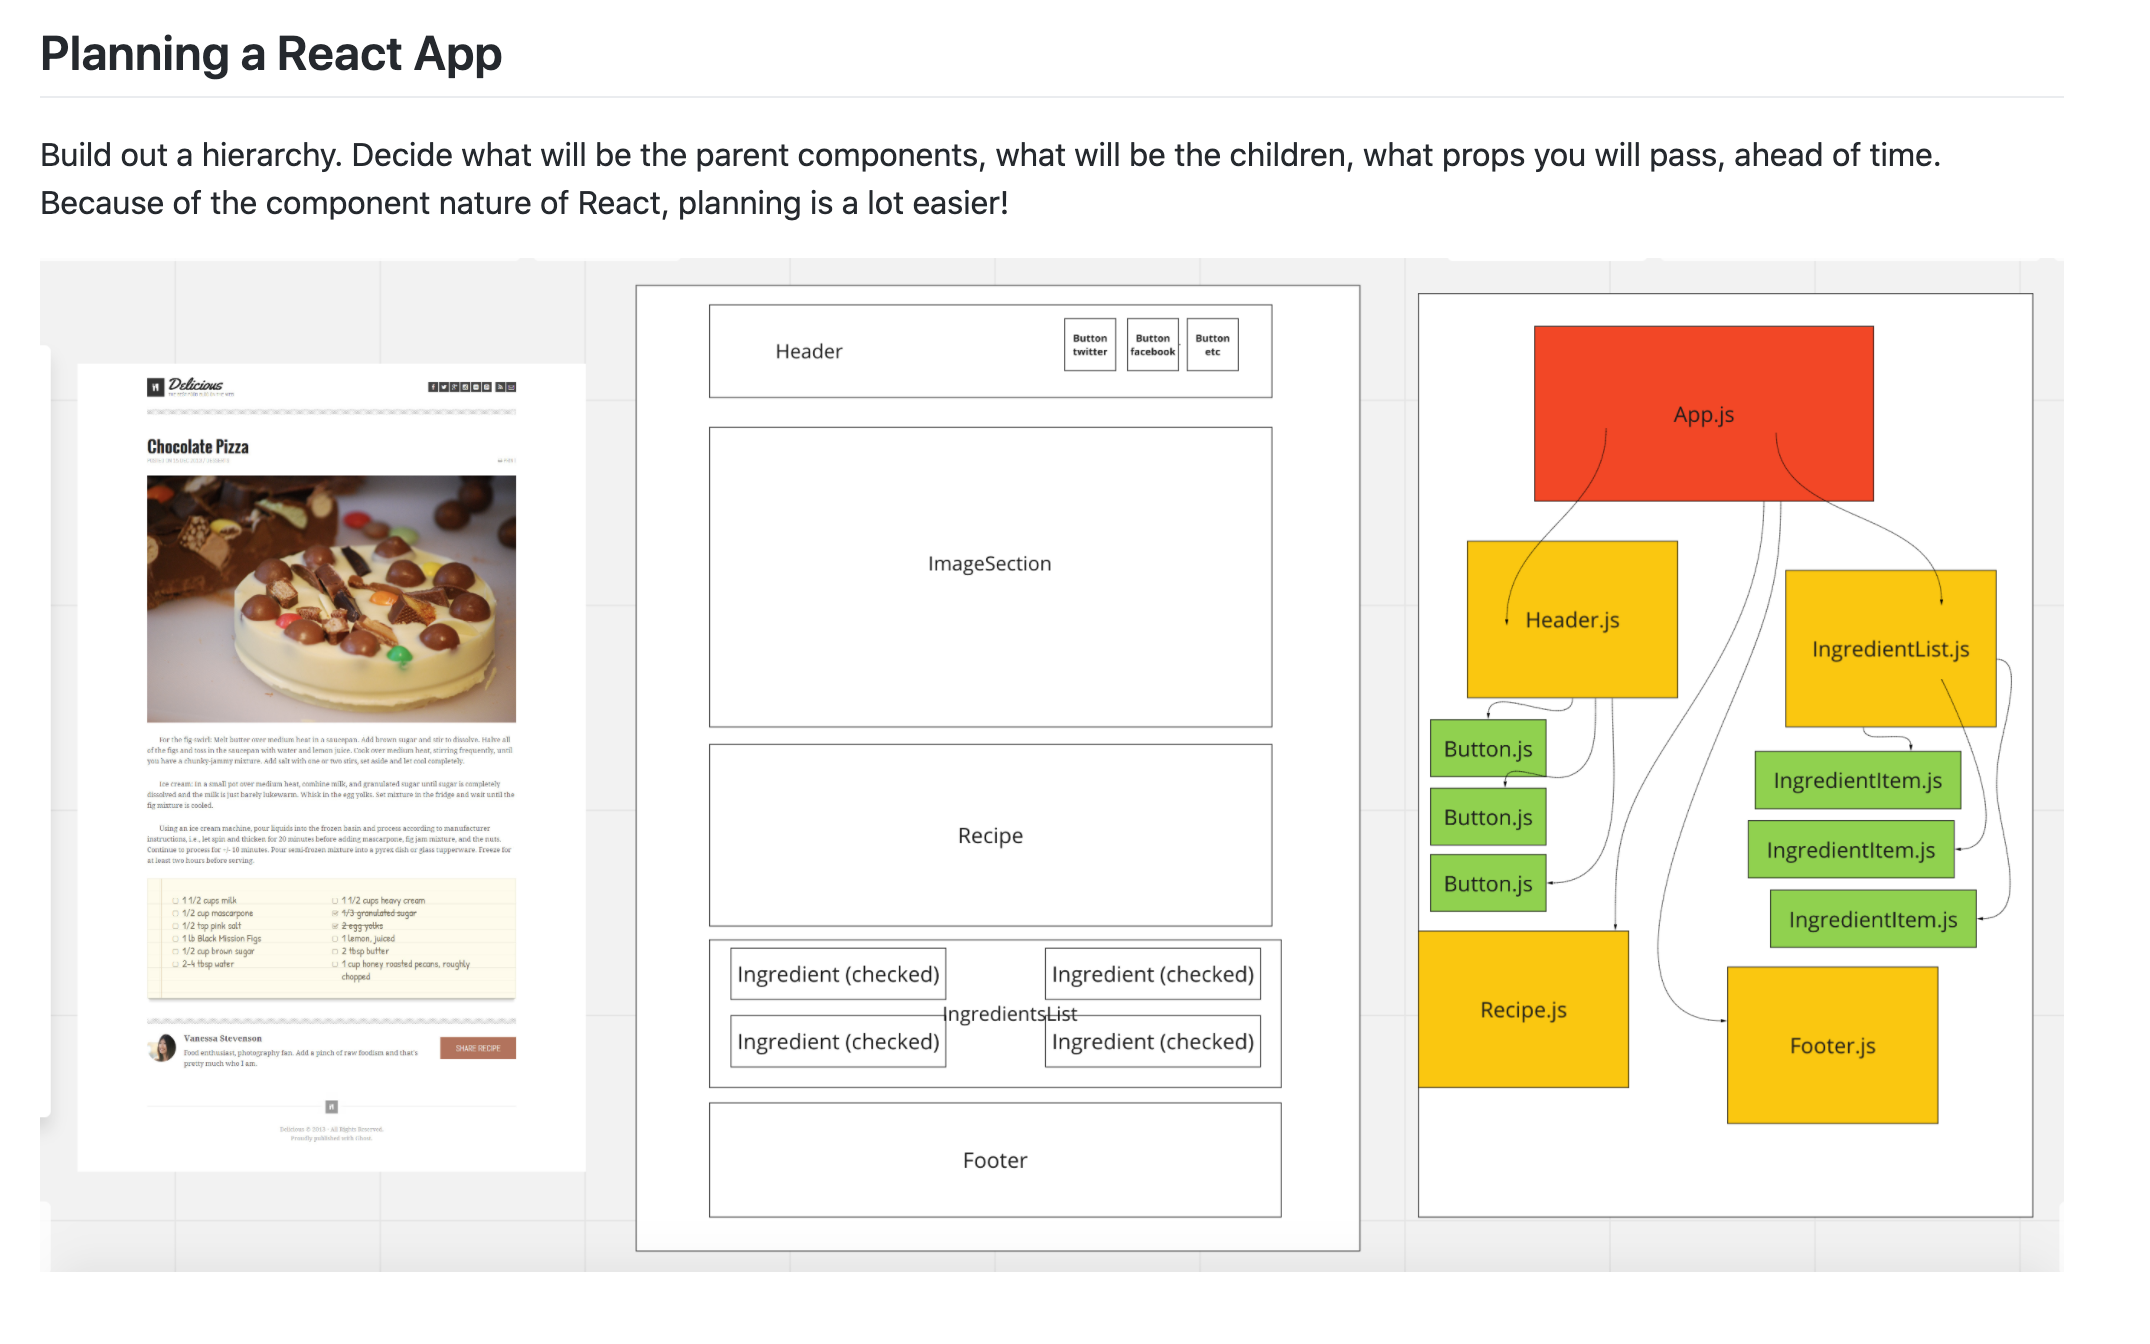 Planning a React App
Build out a hierarchy. Decide what will be the parent components, what will be the children, what props you will pass, ahead of time.
Because of the component nature of React, planning is a lot easier!
Delicious
Chocolate Pizza
For the fig swirl: Melt butter over medium heat in a saucepan. Add brown sugar and stir to dissolve. Halve all
of the figs and toss in the saucepan with water and lemon juice. Cook over medium heat, stirring frequently, until
you have a chunky-jammy mixture. Add salt with one or two stirs, set aside and let cool completely.
Ice cream: In a small pot over medium heat, combine milk, and granulated sugar until sugar is completely
dissolved and the milk is just barely lukewarm. Whisk in the egg yolks. Set mixture in the fridge and wait until the
fig mixture is cooled.
Using an ice cream machine, pour liquids into the frozen basin and process according to manufacturer
instructions, i.e., let spin and thicken for 20 minutes before adding mascarpone, fig jam mixture, and the nuts.
Continue to process for +/- 10 minutes. Pour semi-frozen mixture into a pyrex dish or glass tupperware. Freeze for
at least two hours before serving.
1 1/2 cups milk
1/2 cup mascarpone
1/2 tsp pink salt
1 lb Black Mission Figs
1/2 cup brown sugar
2-4 tbsp water
1 1/2 cups heavy cream
1/3 granulated sugar
2 egg yolks
1 lemon, juiced
2 tbsp butter
1 cup honey roasted pecans, roughly
chopped
Vanessa Stevenson
Food enthusiast, photography fan. Add a pinch of raw foodism and that's
pretty much who I am.
SHARE RECIPE
Delicious © 2013 - All Rights Reserved.
Proudly published with Ghost.
Header
Button
twitter
Button
facebook
Button
etc
ImageSection
Recipe
Ingredient (checked)
Ingredient (checked)
IngredientsList
Ingredient (checked)
Ingredient (checked)
Footer
App.js
Header.js
IngredientList.js
Button.js
Button.js
Button.js
IngredientItem.js
IngredientItem.js
IngredientItem.js
Recipe.js
Footer.js